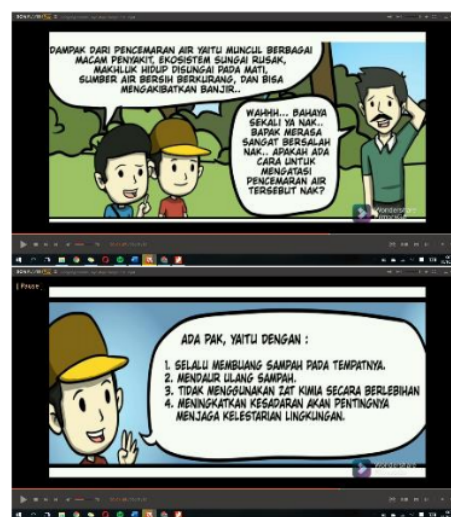 DAMPAK DARI PENCEMARAN AIR YAITU MUNCUL BERBAGAI
MACAM PENYAKIT, EKOSISTEM SUNGAI RUSAK,
MAKHLUK HIDUP DISUNGAI PADA MATI,
SUMBER AIR BERSIH BERKURANG, DAN BISA
MENGAKIBATKAN BANJIR..
WAHHH... BAHAYA
SEKALI YA NAK..
BAPAK MERASA
SANGAT BERSALAH
NAK.. APAKAH ADA
CARA UNTUK
MENGATASI
PENCEMARAN AIR
TERSEBUT NAK?
Wondershare
[ Pause
ADA PAK, YAITU DENGAN :
1. SELALU MEMBUANG SAMPAH PADA TEMPATNYA.
2. MENDAUR ULANG SAMPAH.
3. TIDAK MENGGUNAKAN ZAT KIMIA SECARA BERLEBIHAN
4. MENINGKATKAN KESADARAN AKAN PENTINGNYA
MENJAGA KELESTARIAN LINGKUNGAN.